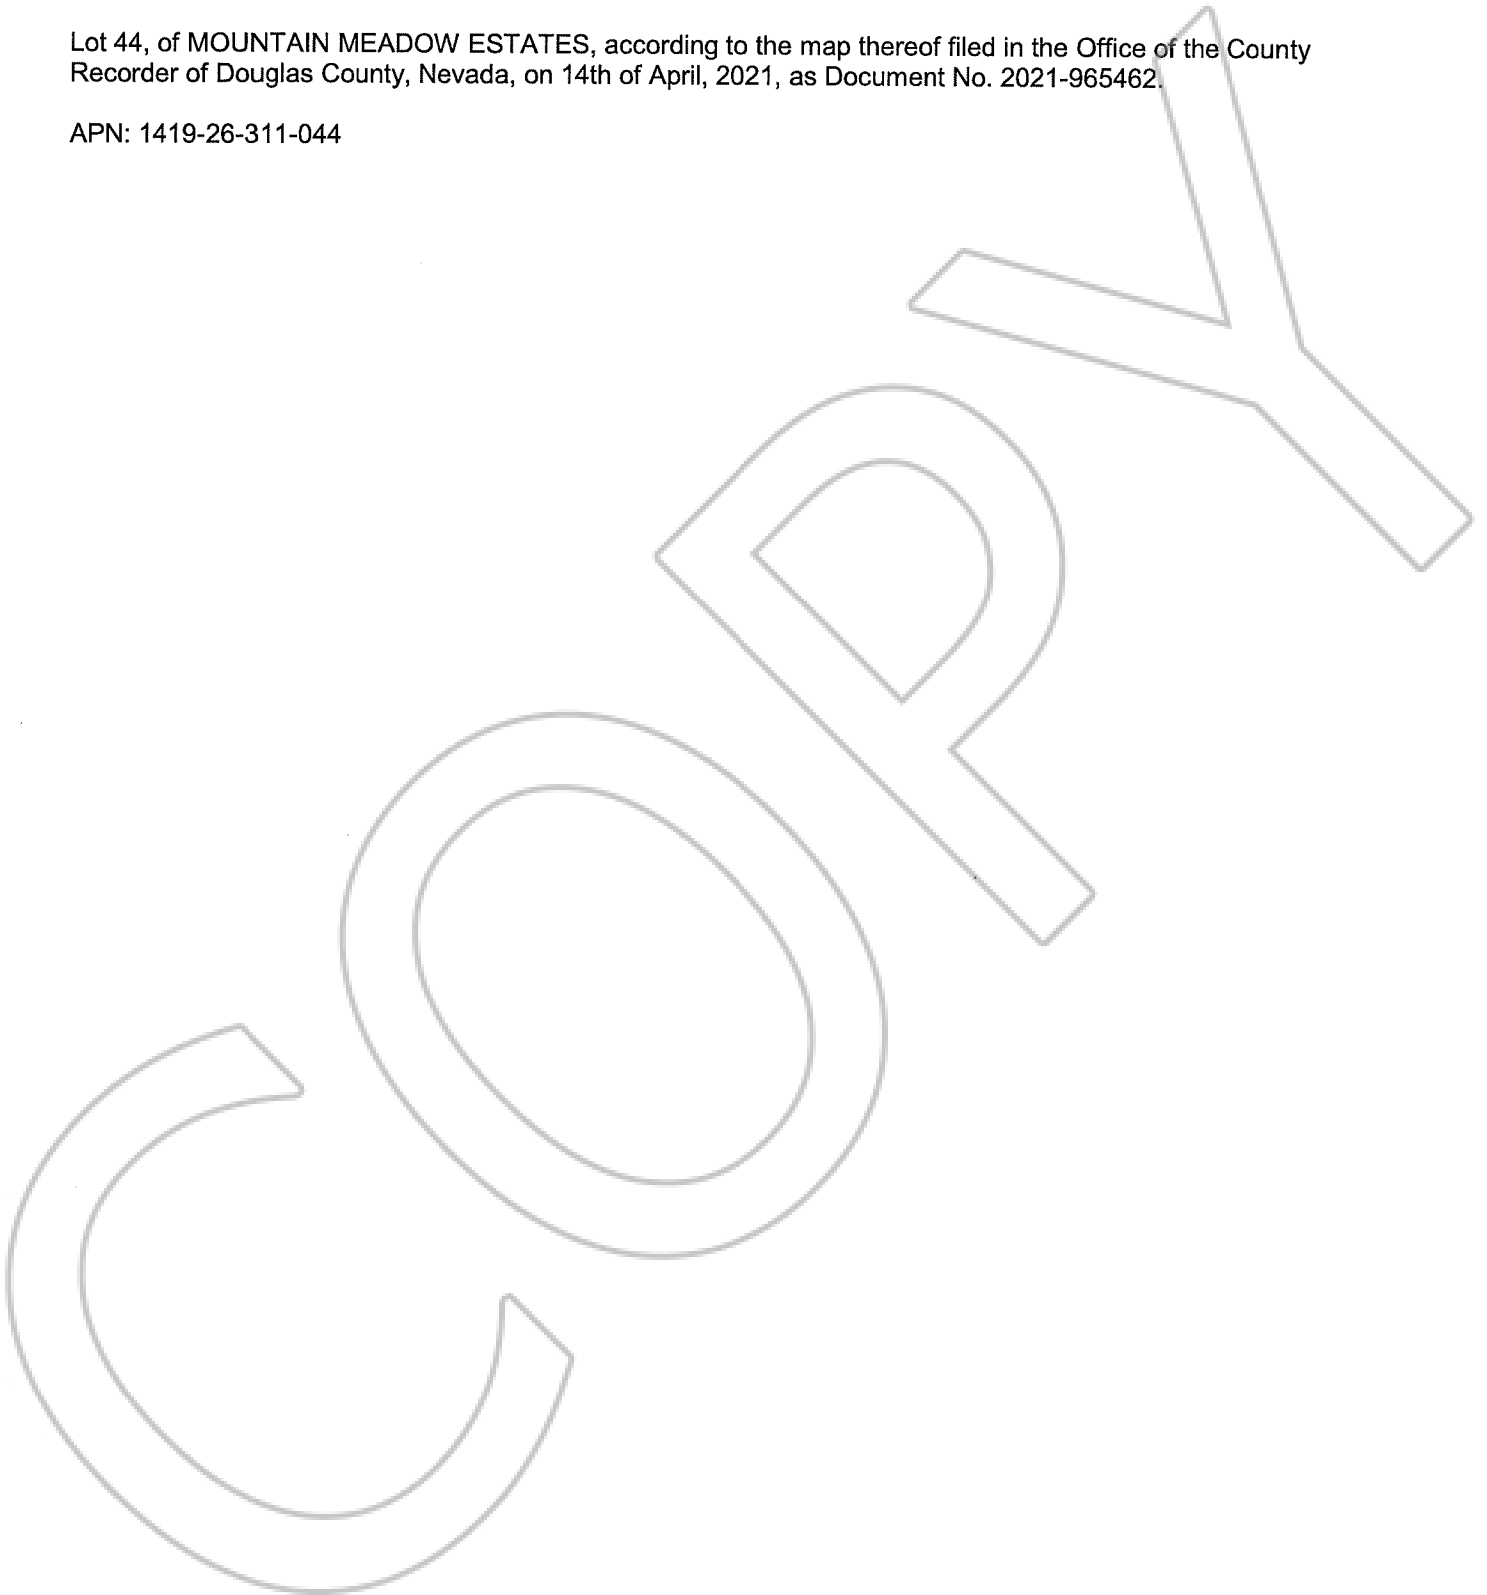 Lot 44, of MOUNTAIN MEADOW ESTATES, according to the map thereof filed in the Office of the County
Recorder of Douglas County, Nevada, on 14th of April, 2021, as Document No. 2021-965462.
APN: 1419-26-311-044
COPY